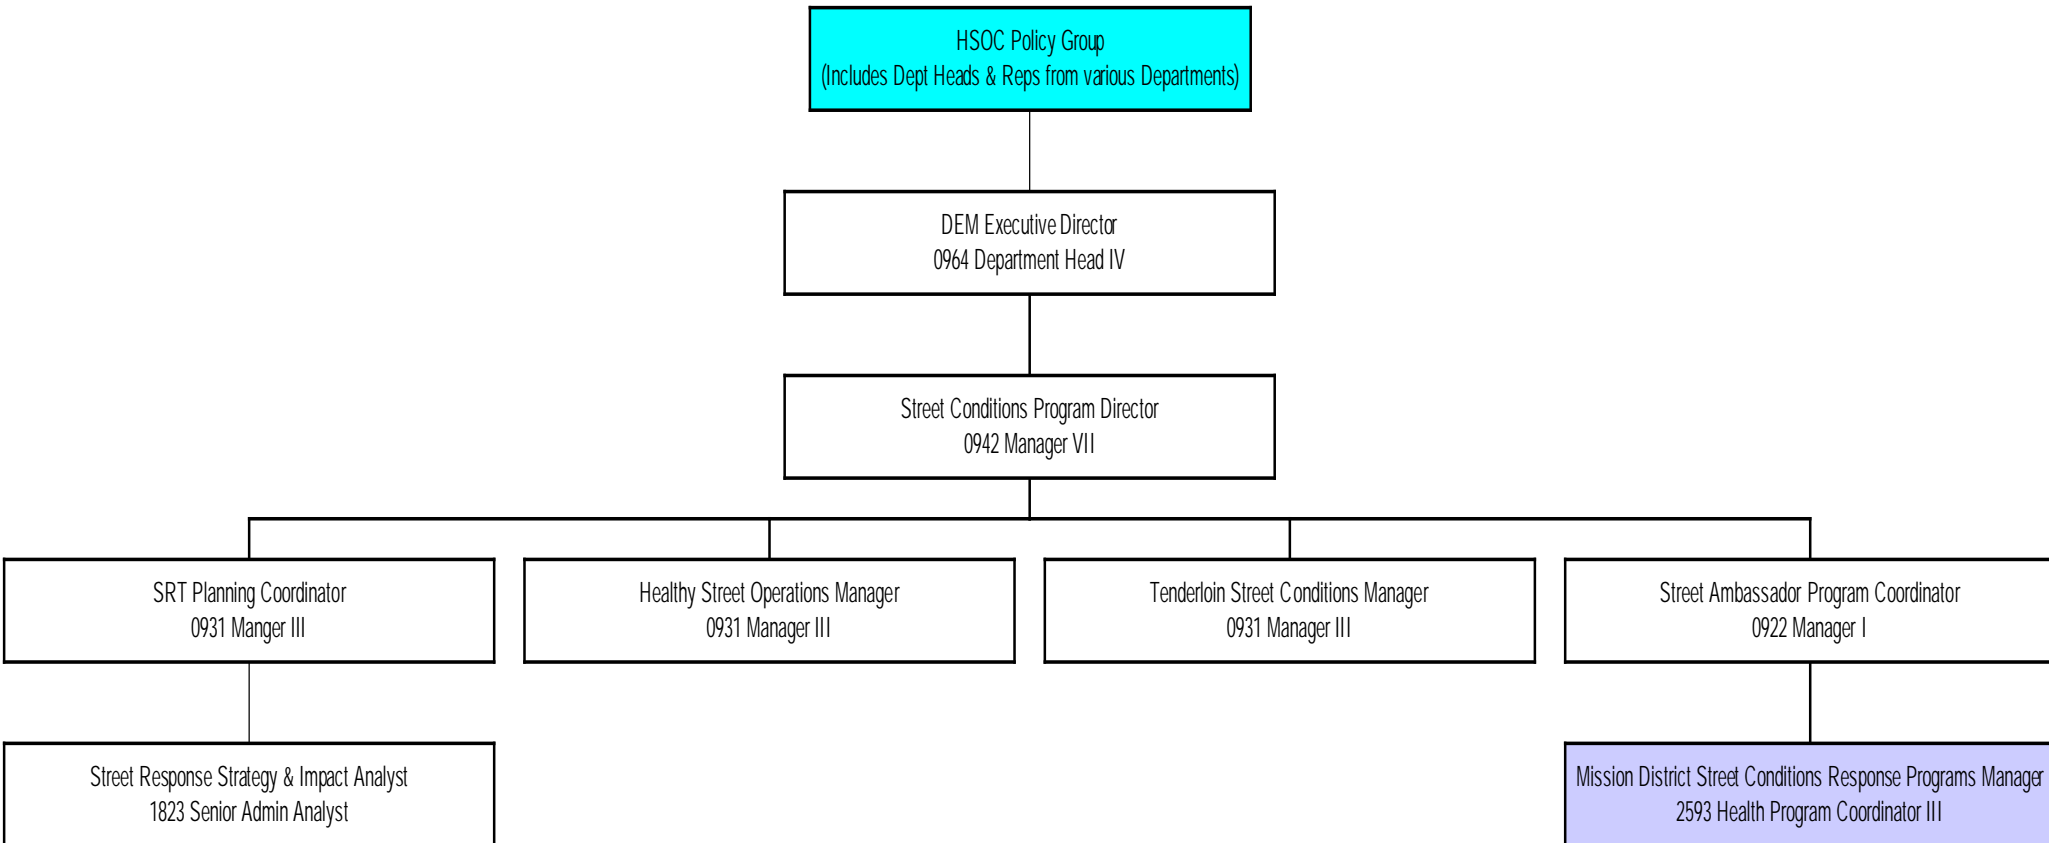 HSOC Policy Group
(Includes Dept Heads & Reps from various Departments)
DEM Executive Director
0964 Department Head IV
Street Conditions Program Director
0942 Manager VII
SRT Planning Coordinator
0931 Manger III
Healthy Street Operations Manager
0931 Manager III
Tenderloin Street Conditions Manager
0931 Manager III
Street Ambassador Program Coordinator
0922 Manager I
Street Response Strategy & Impact Analyst
1823 Senior Admin Analyst
Mission District Street Conditions Response Programs Manager
2593 Health Program Coordinator III